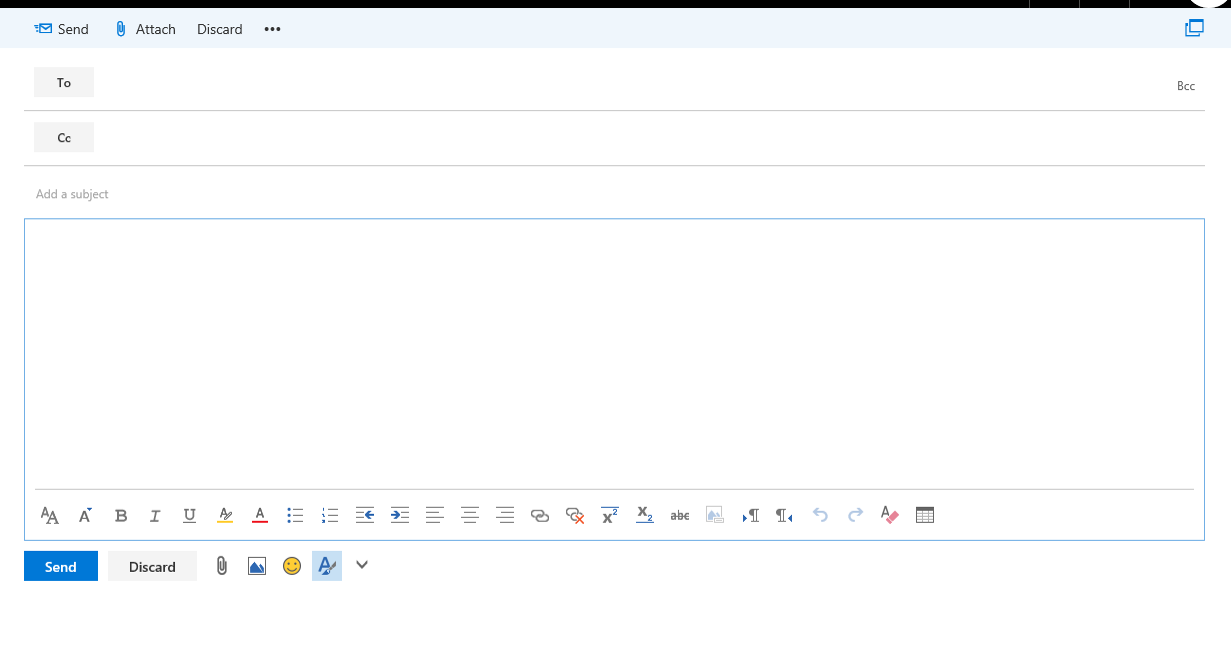 Send Attach Discard •••
To
Bcc
Cc
Add a subject
Send Discard